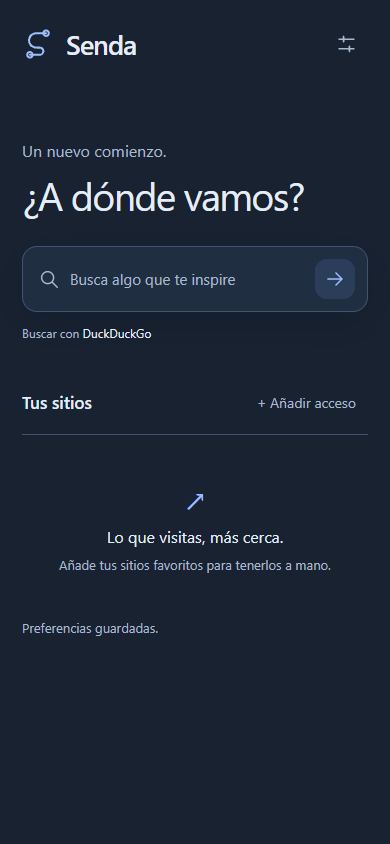 Senda
Un nuevo comienzo.
¿A dónde vamos?
Busca algo que te inspire
Buscar con DuckDuckGo
Tus sitios
+ Añadir acceso
Lo que visitas, más cerca.
Añade tus sitios favoritos para tenerlos a mano.
Preferencias guardadas.